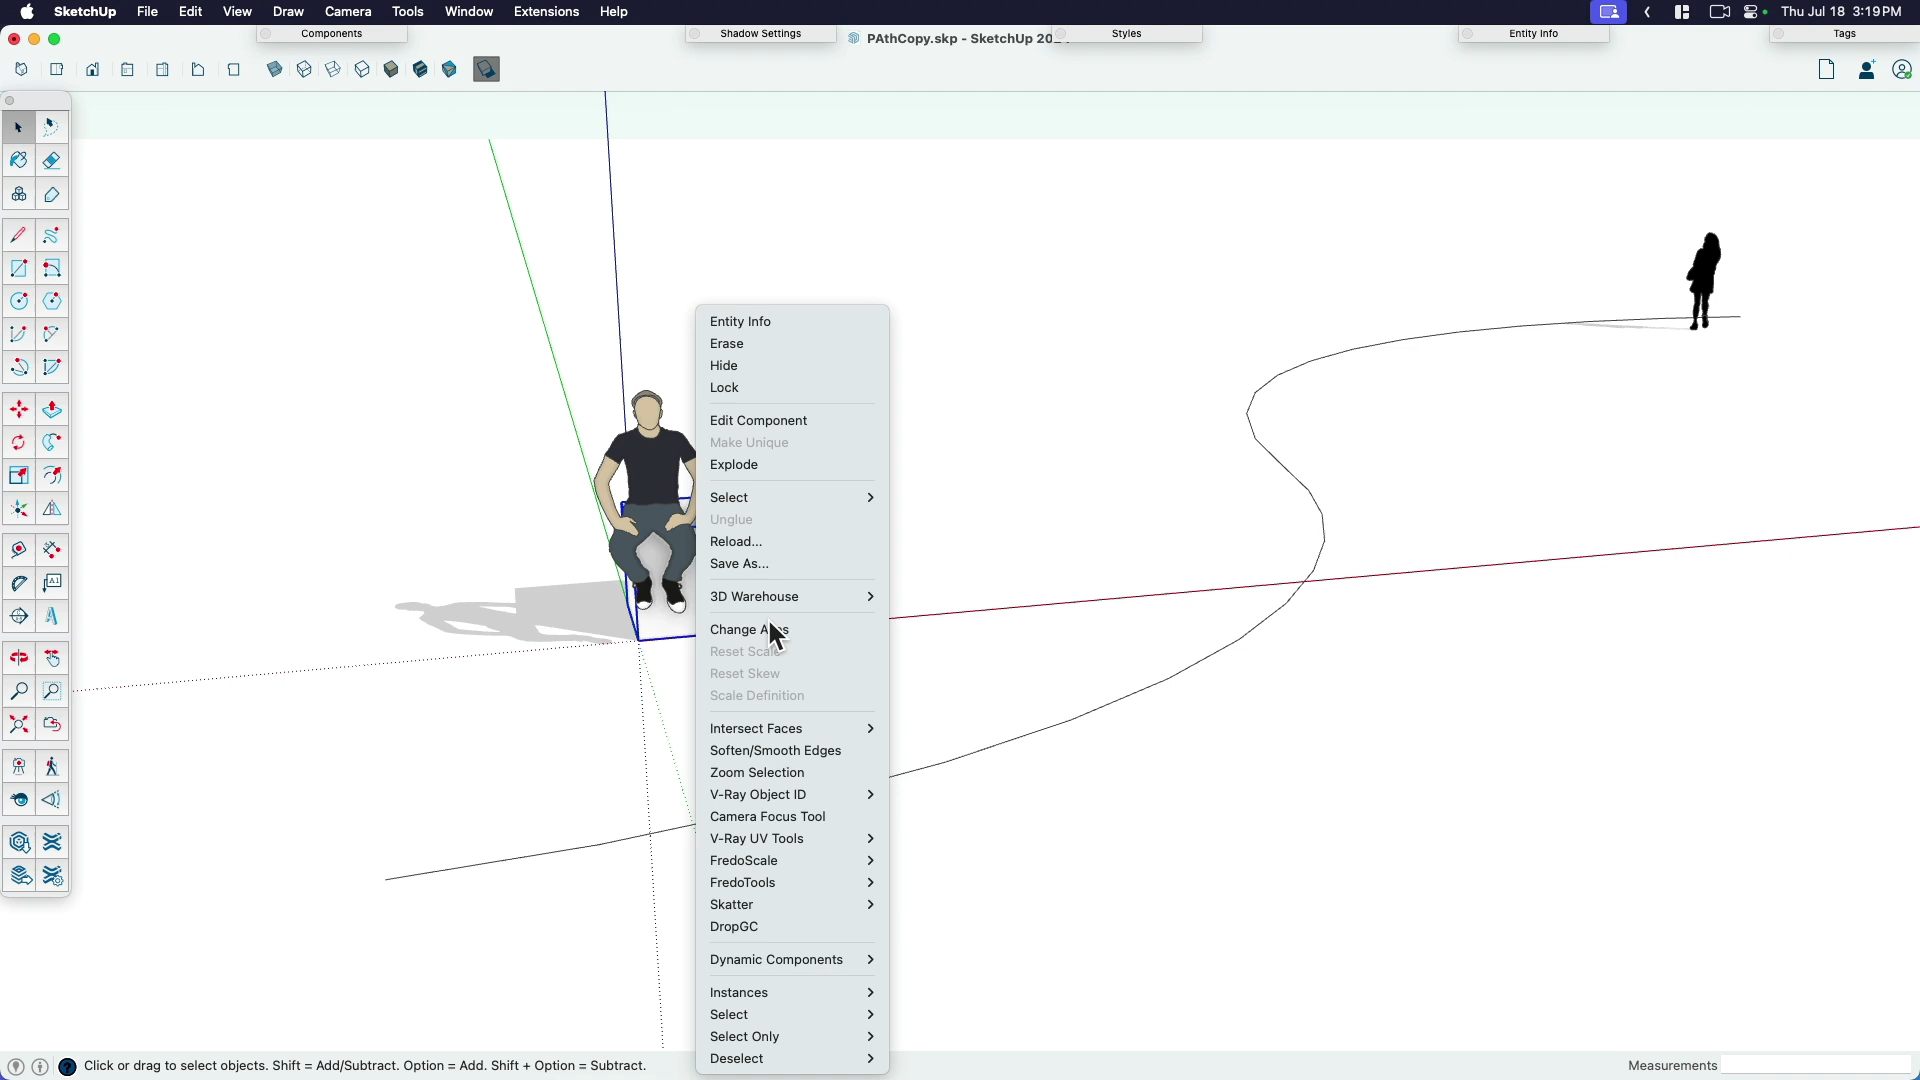 SketchUp File Edit View Draw Camera Tools Window Extensions Help Thu Jul 18 3:19 PM
Components Shadow Settings PAthCopy.skp - SketchUp Styles Entity Info Tags
A1
Entity Info
Erase
Hide
Lock
Edit Component
Make Unique
Explode
Select
Unglue
Reload...
Save As...
3D Warehouse
Change Axes
Reset Scale
Reset Skew
Scale Definition
Intersect Faces
Soften/Smooth Edges
Zoom Selection
V-Ray Object ID
Camera Focus Tool
V-Ray UV Tools
FredoScale
FredoTools
Skatter
DropGC
Dynamic Components
Instances
Select
Select Only
Deselect
Click or drag to select objects. Shift = Add/Subtract. Option = Add. Shift + Option = Subtract. Measurements